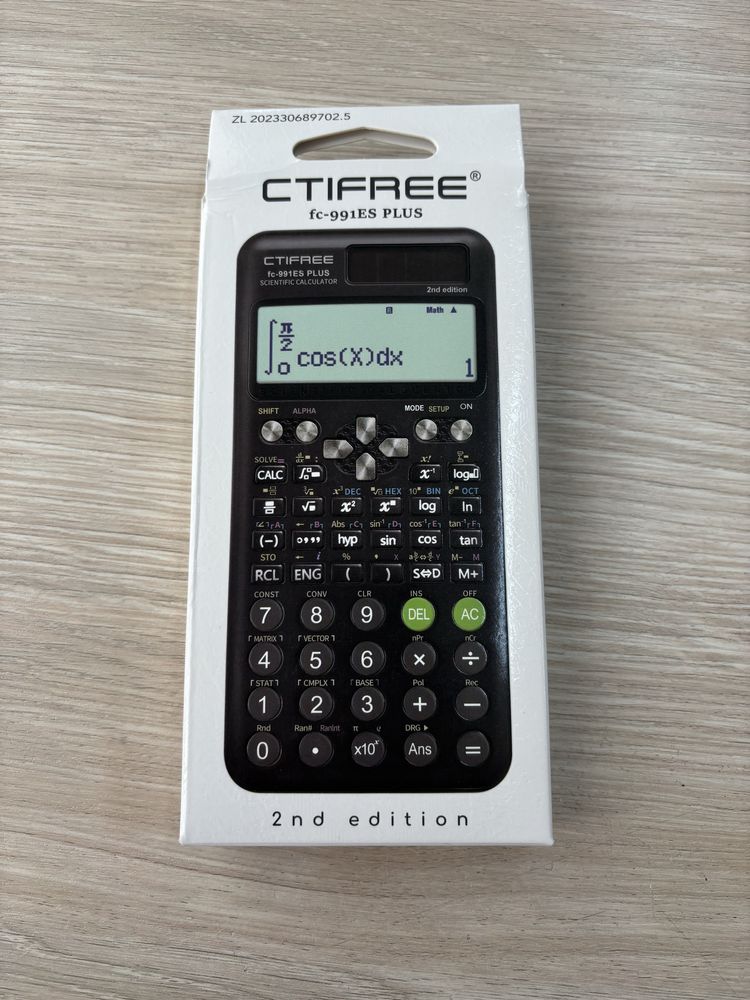 ZL 202330689702.5
CTIFREE®
fc-991ES PLUS
CTIFREE
fc-991ES PLUS
SCIENTIFIC CALCULATOR
2nd edition
Math ▲
π
2
∫ cos(X)dx
0
1
SHIFT ALPHA MODE SETUP ON
SOLVE = d/dx x! Σ
CALC ∫ x⁻¹ log
³√ x³ DEC √ HEX 10 BIN e OCT
√ x² x log ln
∠ A ← B Abs C sin⁻¹ D cos⁻¹ E tan⁻¹ F
(−) hyp sin cos tan
STO ← i % , X Y M− M
RCL ENG ( ) S⇔D M+
CONST CONV CLR INS OFF
7 8 9 DEL AC
MATRIX VECTOR nPr nCr
4 5 6 × ÷
STAT CMPLX BASE Pol Rec
1 2 3 + −
Rnd Ran# RanInt π e DRG ▶
0 • x10ˣ Ans =
2nd edition